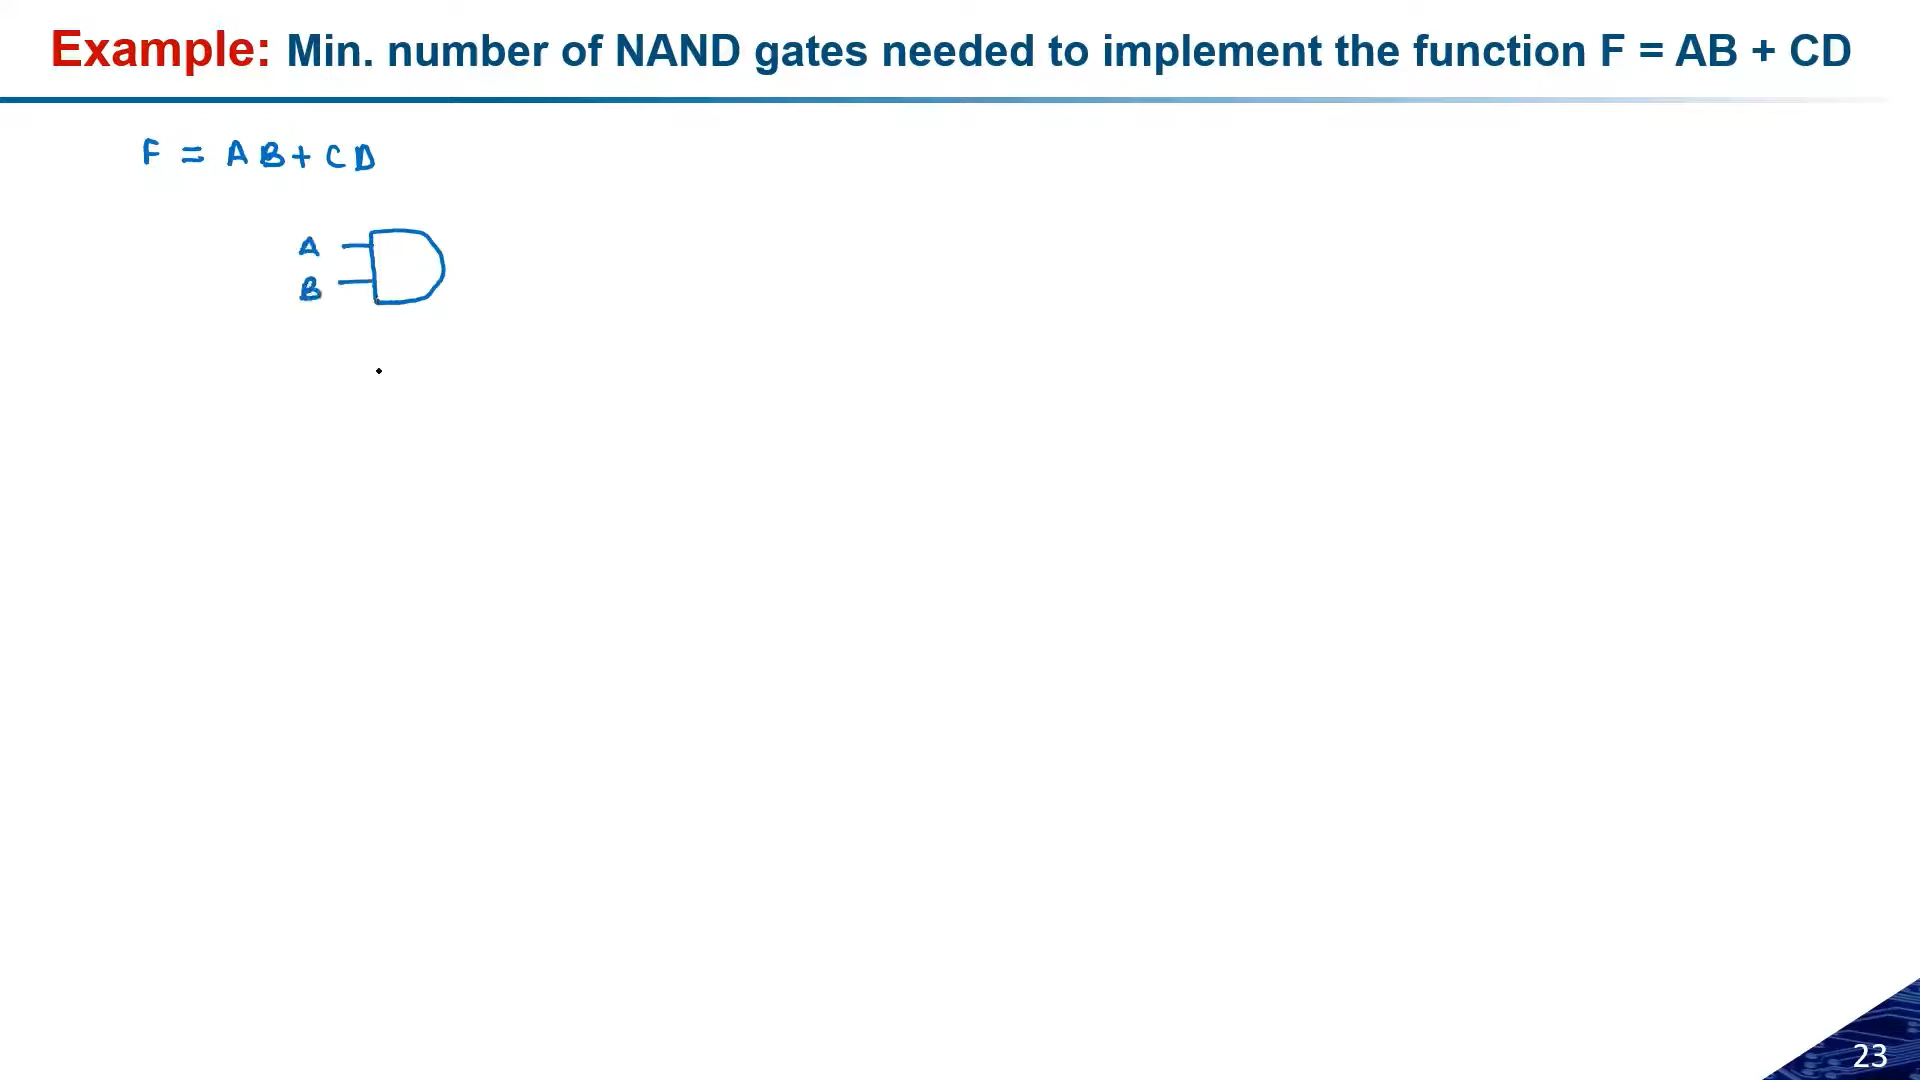 Example: Min. number of NAND gates needed to implement the function F = AB + CD
F = AB + CD
A
B
23